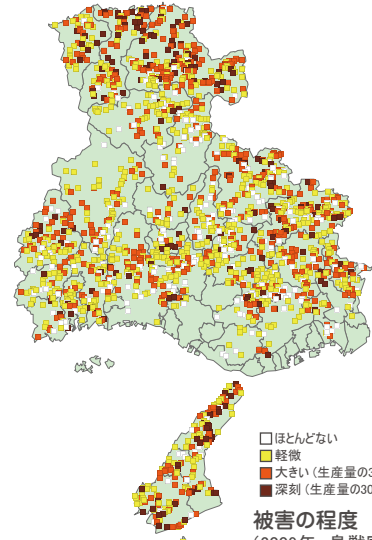 ほとんどない
軽微
大きい（生産量の3
深刻（生産量の30
被害の程度